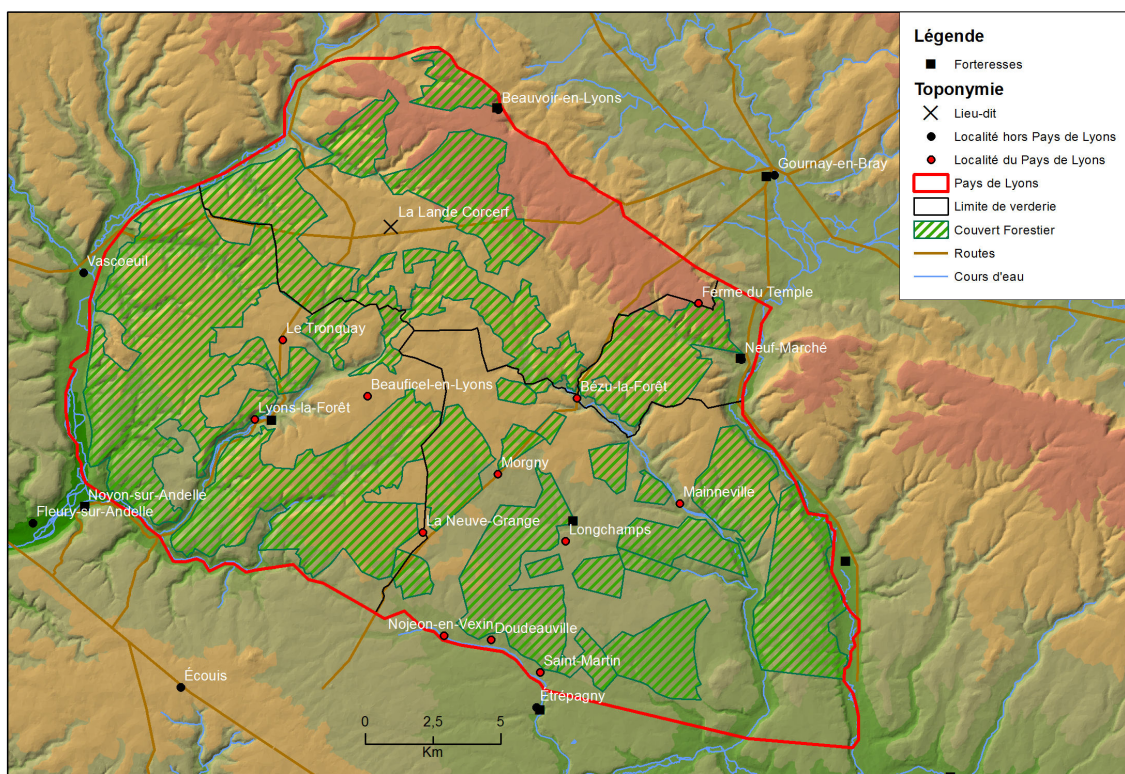 Légende
Forteresses
Toponymie
Lieu-dit
Localité hors Pays de Lyons
Localité du Pays de Lyons
Pays de Lyons
Limite de verderie
Couvert Forestier
Routes
Cours d'eau
Beauvoir-en-Lyons
Gournay-en-Bray
La Lande Corcerf
Vascoeuil
Ferme du Temple
Le Tronquay
Neuf-Marché
Beauficel-en-Lyons
Bézu-la-Forêt
Lyons-la-Forêt
Morgny
Mainneville
Noyon-sur-Andelle
Fleury-sur-Andelle
La Neuve-Grange
Longchamps
Nojeon-en-Vexin
Doudeauville
Saint-Martin
Écouis
Etrépagny
0 2,5 5
Km